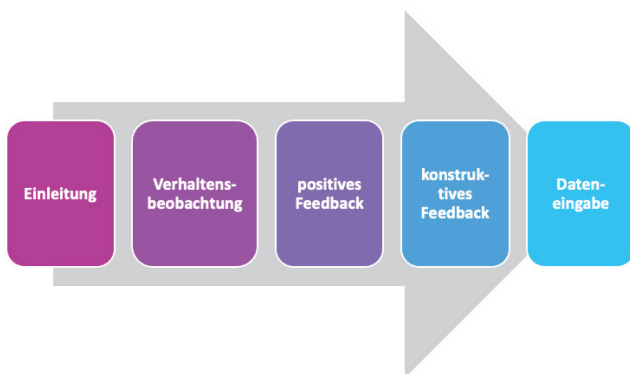 Einleitung
Verhaltens-
beobachtung
positives
Feedback
konstruk-
tives
Feedback
Daten-
eingabe